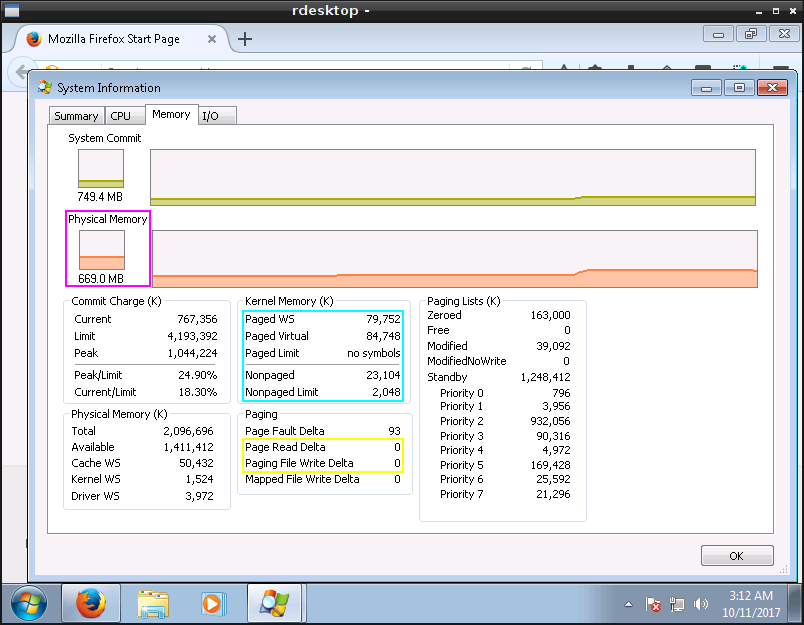 rdesktop -
Mozilla Firefox Start Page
System Information
Summary CPU Memory I/O
System Commit
749.4 MB
Physical Memory
669.0 MB
Commit Charge (K)
Current 767,356
Limit 4,193,392
Peak 1,044,224
Peak/Limit 24.90%
Current/Limit 18.30%
Physical Memory (K)
Total 2,096,696
Available 1,411,412
Cache WS 50,432
Kernel WS 1,524
Driver WS 3,972
Kernel Memory (K)
Paged WS 79,752
Paged Virtual 84,748
Paged Limit no symbols
Nonpaged 23,104
Nonpaged Limit 2,048
Paging
Page Fault Delta 93
Page Read Delta 0
Paging File Write Delta 0
Mapped File Write Delta 0
Paging Lists (K)
Zeroed 163,000
Free 0
Modified 39,092
ModifiedNoWrite 0
Standby 1,248,412
Priority 0 796
Priority 1 3,956
Priority 2 932,056
Priority 3 90,316
Priority 4 4,972
Priority 5 169,428
Priority 6 25,592
Priority 7 21,296
OK
3:12 AM
10/11/2017